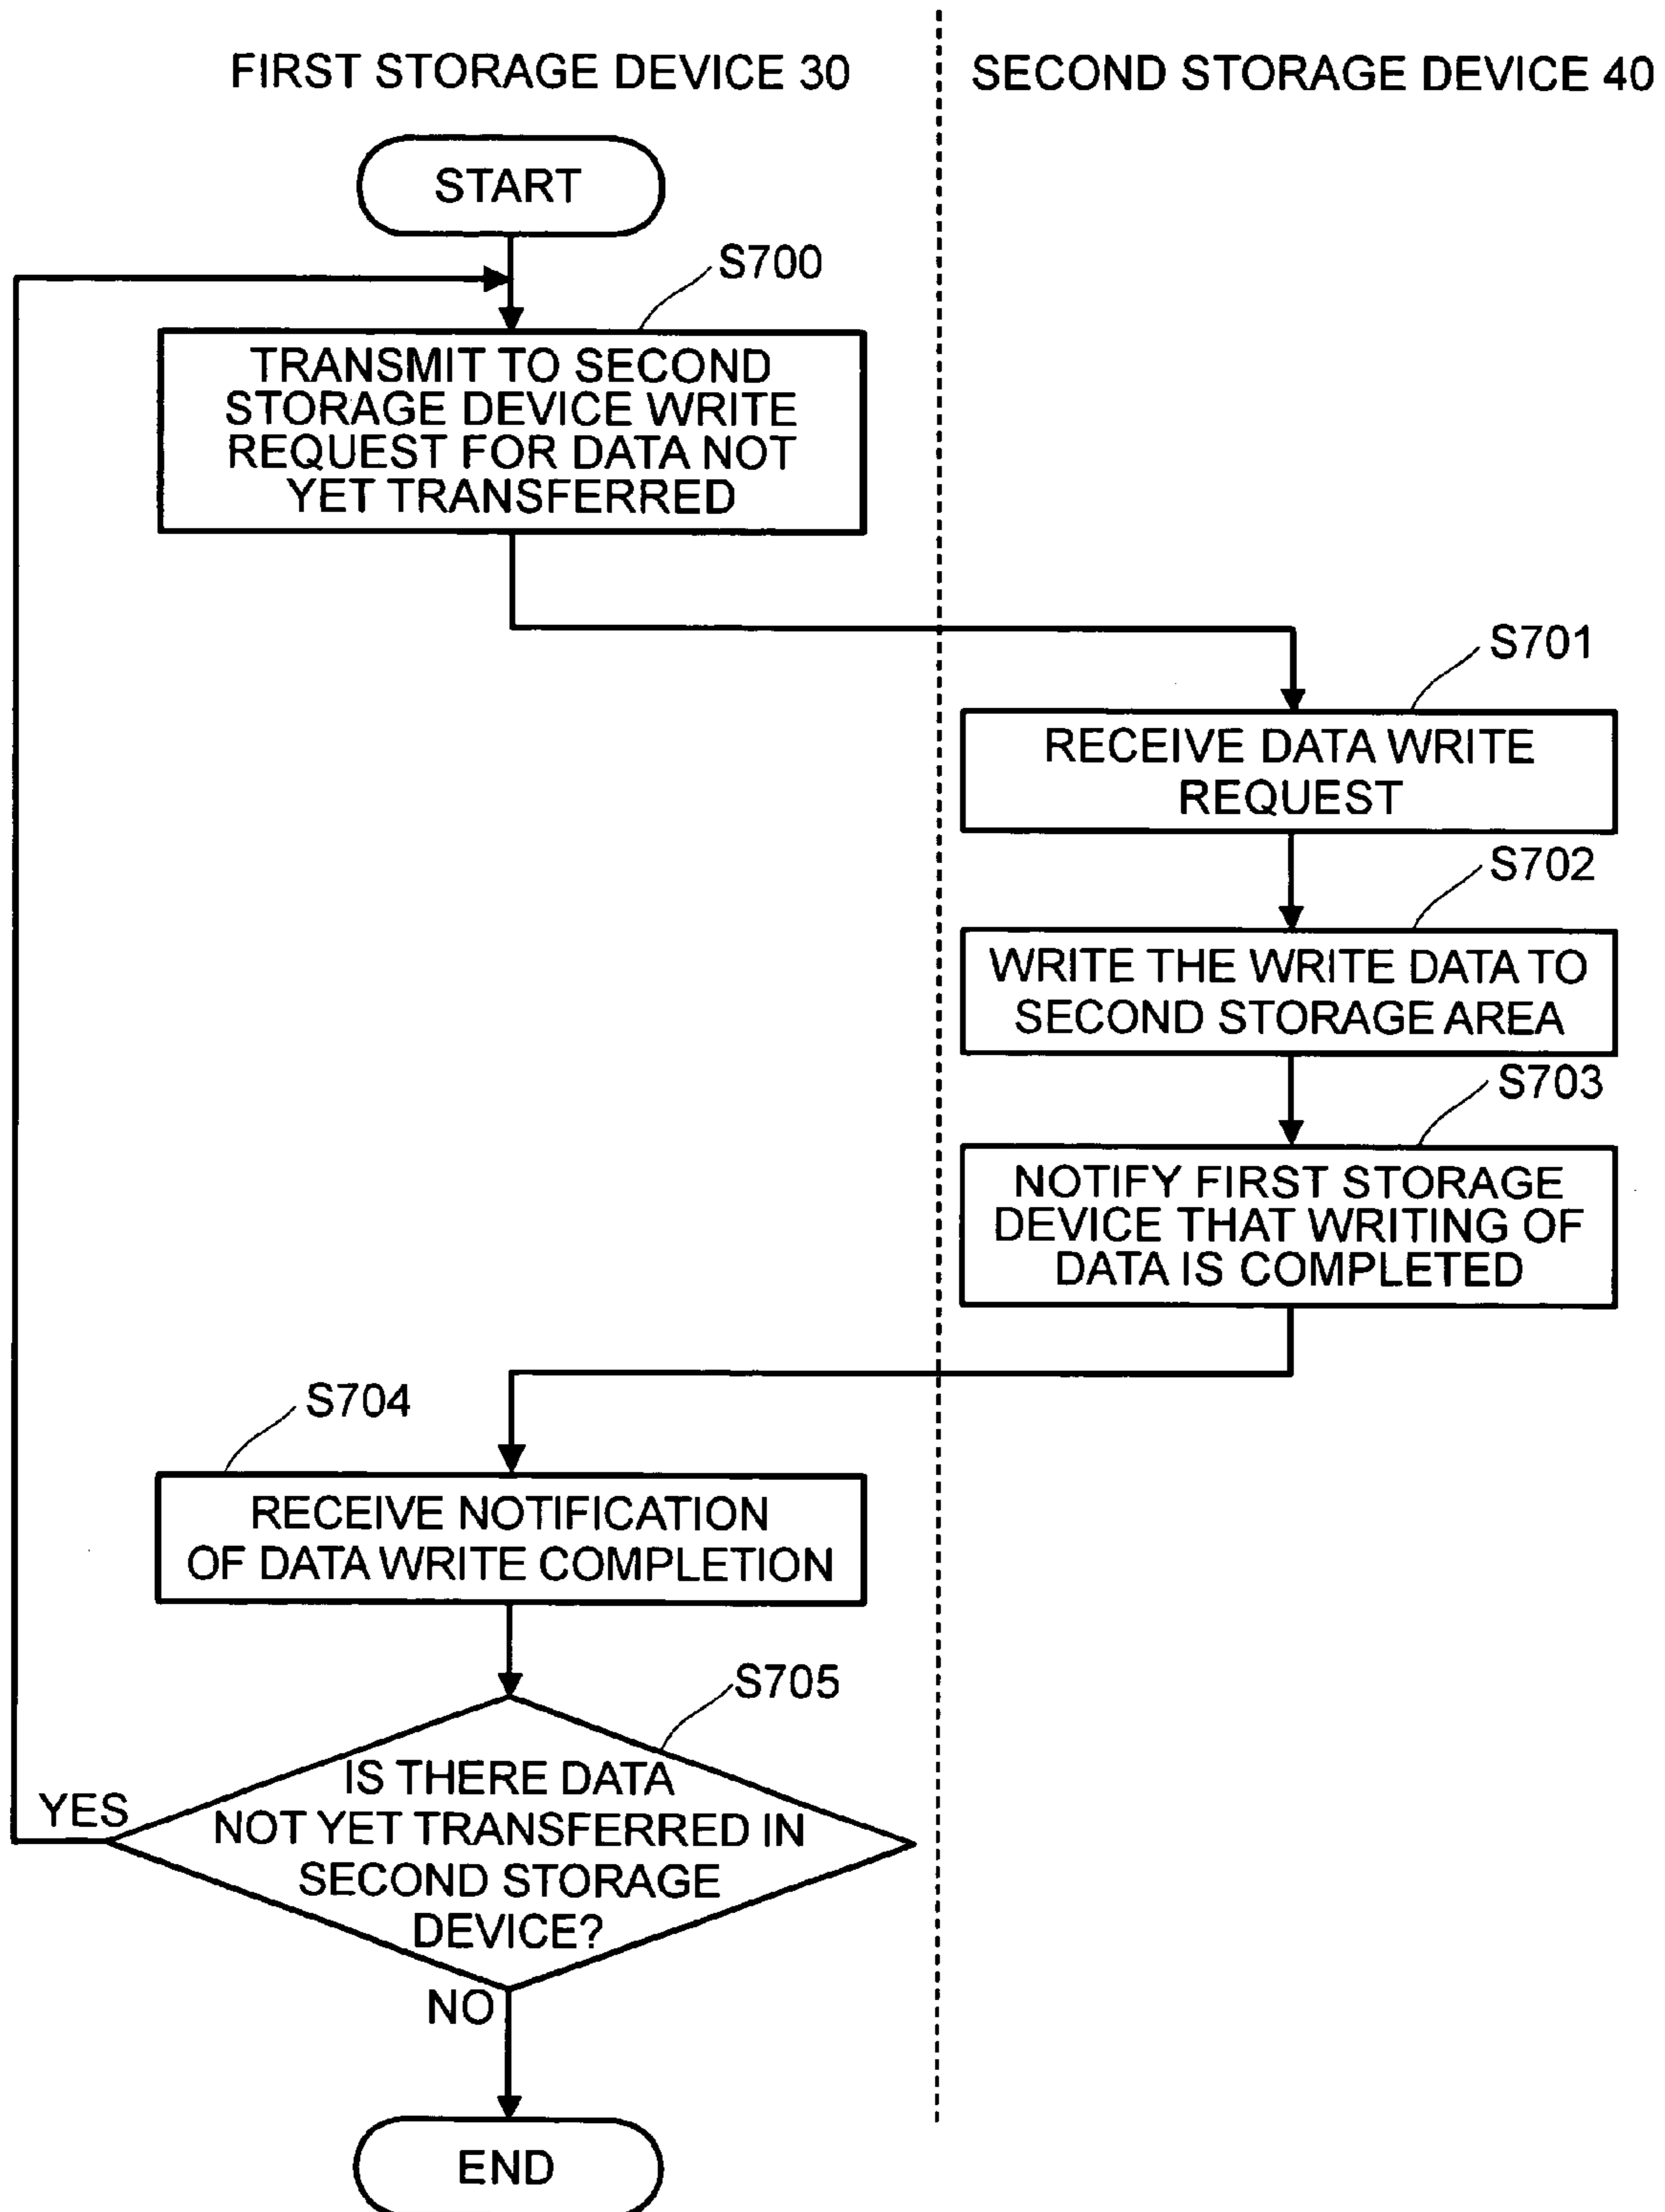 FIRST STORAGE DEVICE 30
SECOND STORAGE DEVICE 40
START
S700
TRANSMIT TO SECOND
STORAGE DEVICE WRITE
REQUEST FOR DATA NOT
YET TRANSFERRED
S701
RECEIVE DATA WRITE
REQUEST
S702
WRITE THE WRITE DATA TO
SECOND STORAGE AREA
S703
NOTIFY FIRST STORAGE
DEVICE THAT WRITING OF
DATA IS COMPLETED
S704
RECEIVE NOTIFICATION
OF DATA WRITE COMPLETION
S705
IS THERE DATA
NOT YET TRANSFERRED IN
SECOND STORAGE
DEVICE?
YES
NO
END